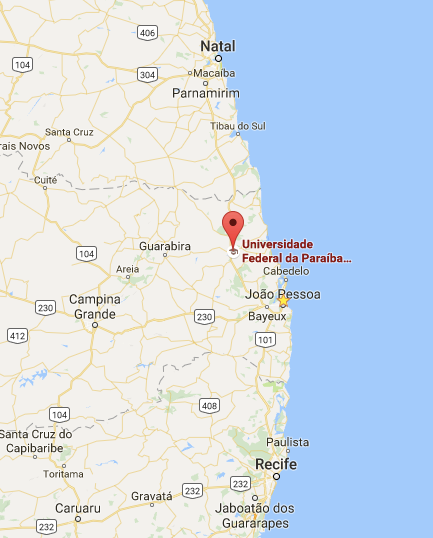 406
Natal
104
304
Macaíba
Parnamirim
Tibau do Sul
Santa Cruz
rais Novos
Cuité
Universidade
Federal da Paraíba...
Guarabira
104
Areia
Cabedelo
João Pessoa
Campina
Grande
230
230
Bayeux
412
101
408
104
Santa Cruz do
Capibaribe
Paulista
Toritama
Recife
Gravatá
232
232
Caruaru
Jaboatão dos
Guararapes
232